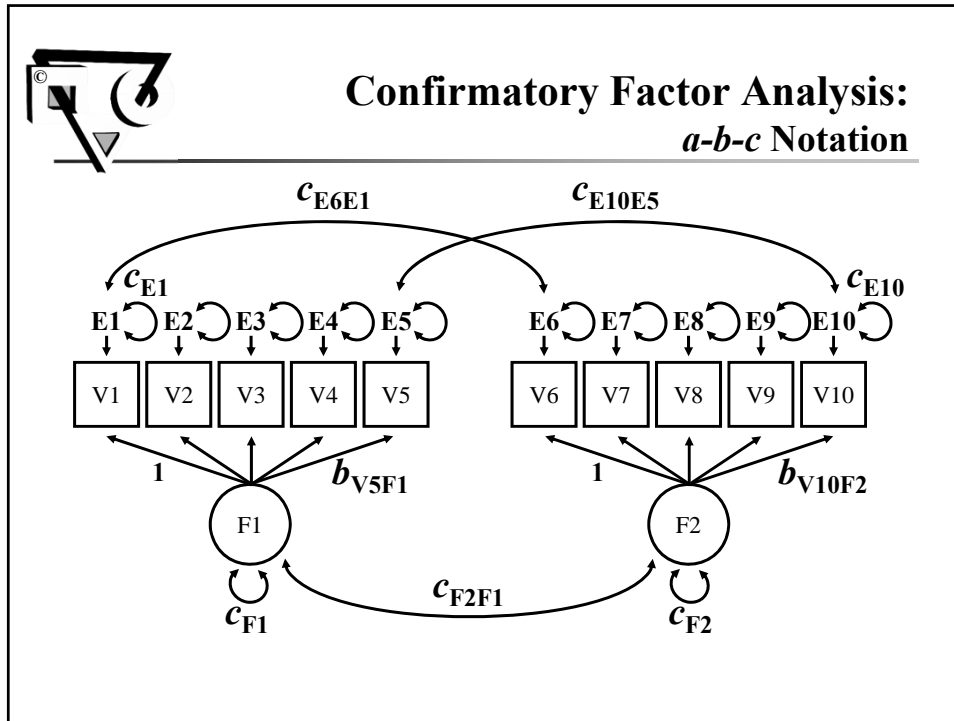 ©
Confirmatory Factor Analysis:
a-b-c Notation
cE6E1 cE10E5
cE1 cE10
E1 E2 E3 E4 E5 E6 E7 E8 E9 E10
V1 V2 V3 V4 V5 V6 V7 V8 V9 V10
1 bV5F1 1 bV10F2
F1 F2
cF2F1
cF1 cF2